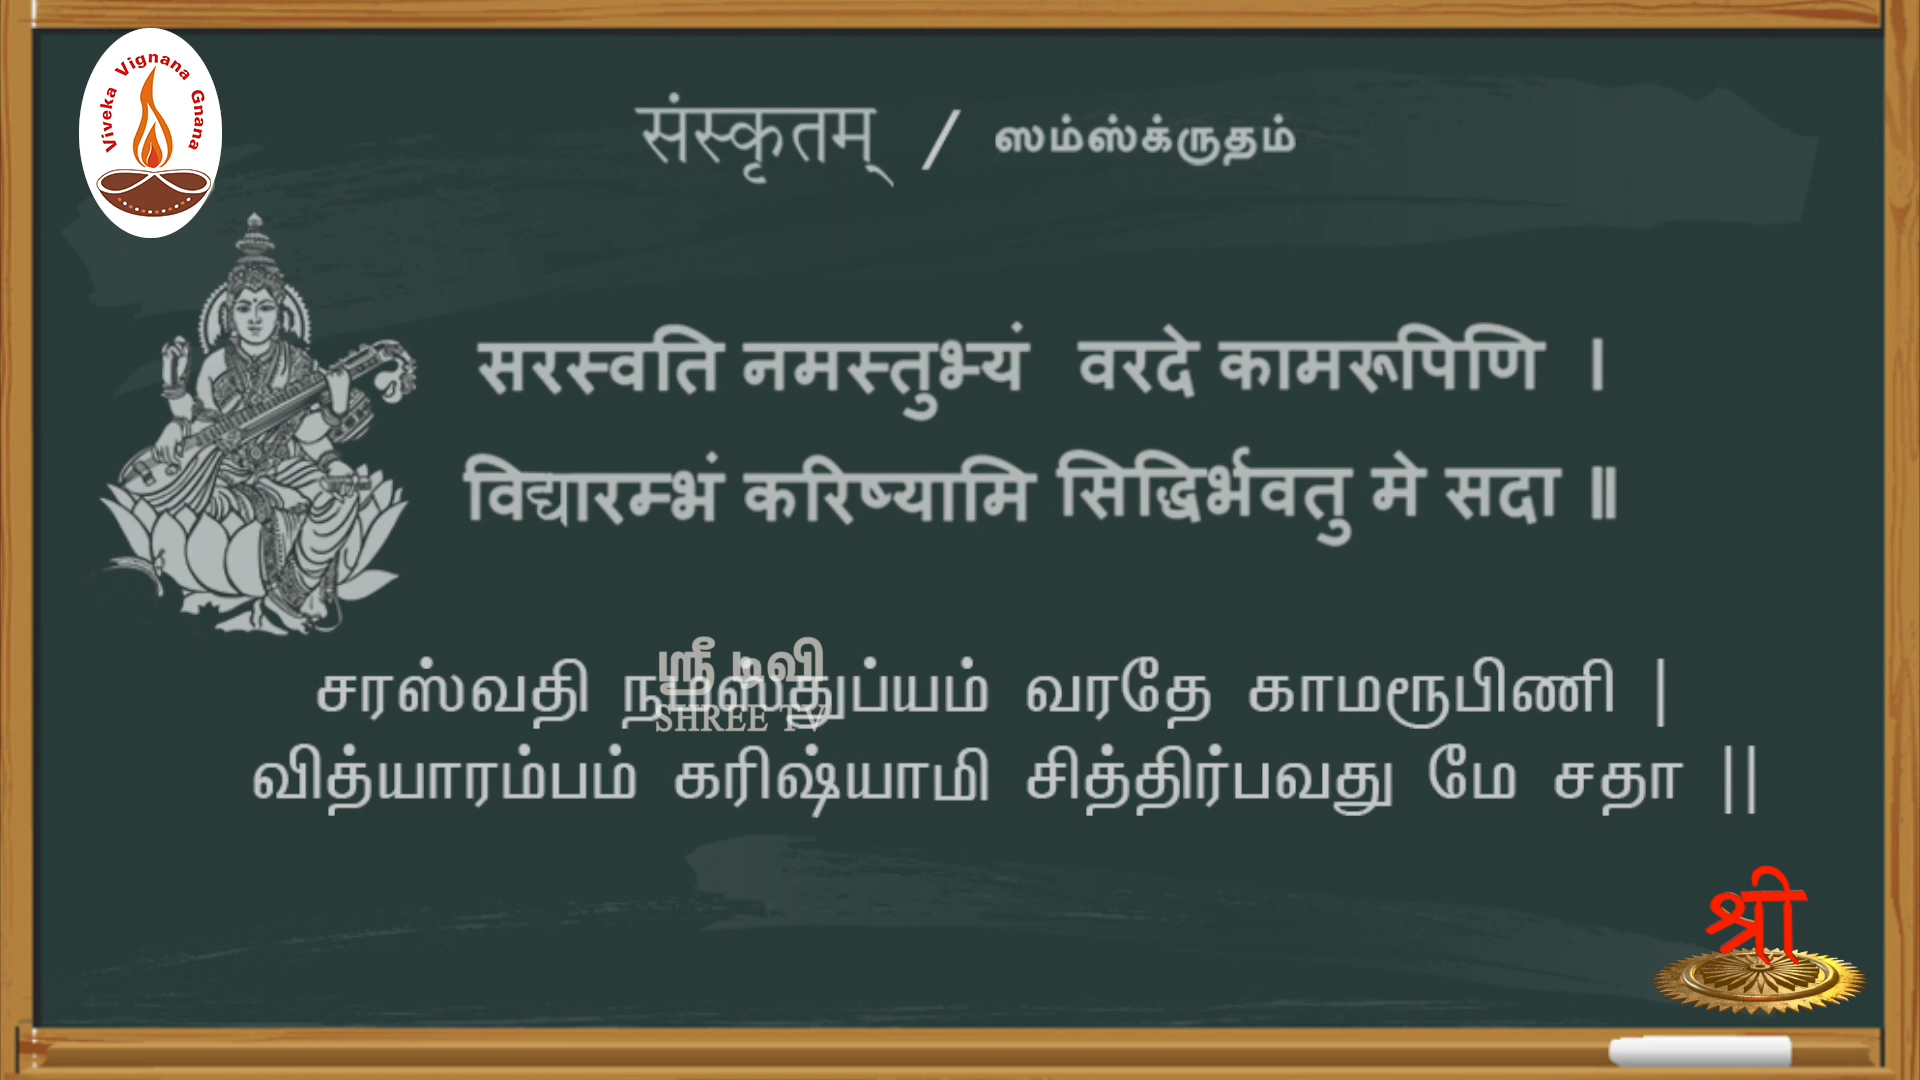 Viveka Vignana Gnana
संस्कृतम् / ஸம்ஸ்க்ருதம்
सरस्वति नमस्तुभ्यं वरदे कामरूपिणि ।
विद्यारम्भं करिष्यामि सिद्धिर्भवतु मे सदा ॥
ஸ்ரீ டிவி
SHREE TV
சரஸ்வதி நமஸ்துப்யம் வரதே காமரூபிணி |
வித்யாரம்பம் கரிஷ்யாமி சித்திர்பவது மே சதா ||
श्री